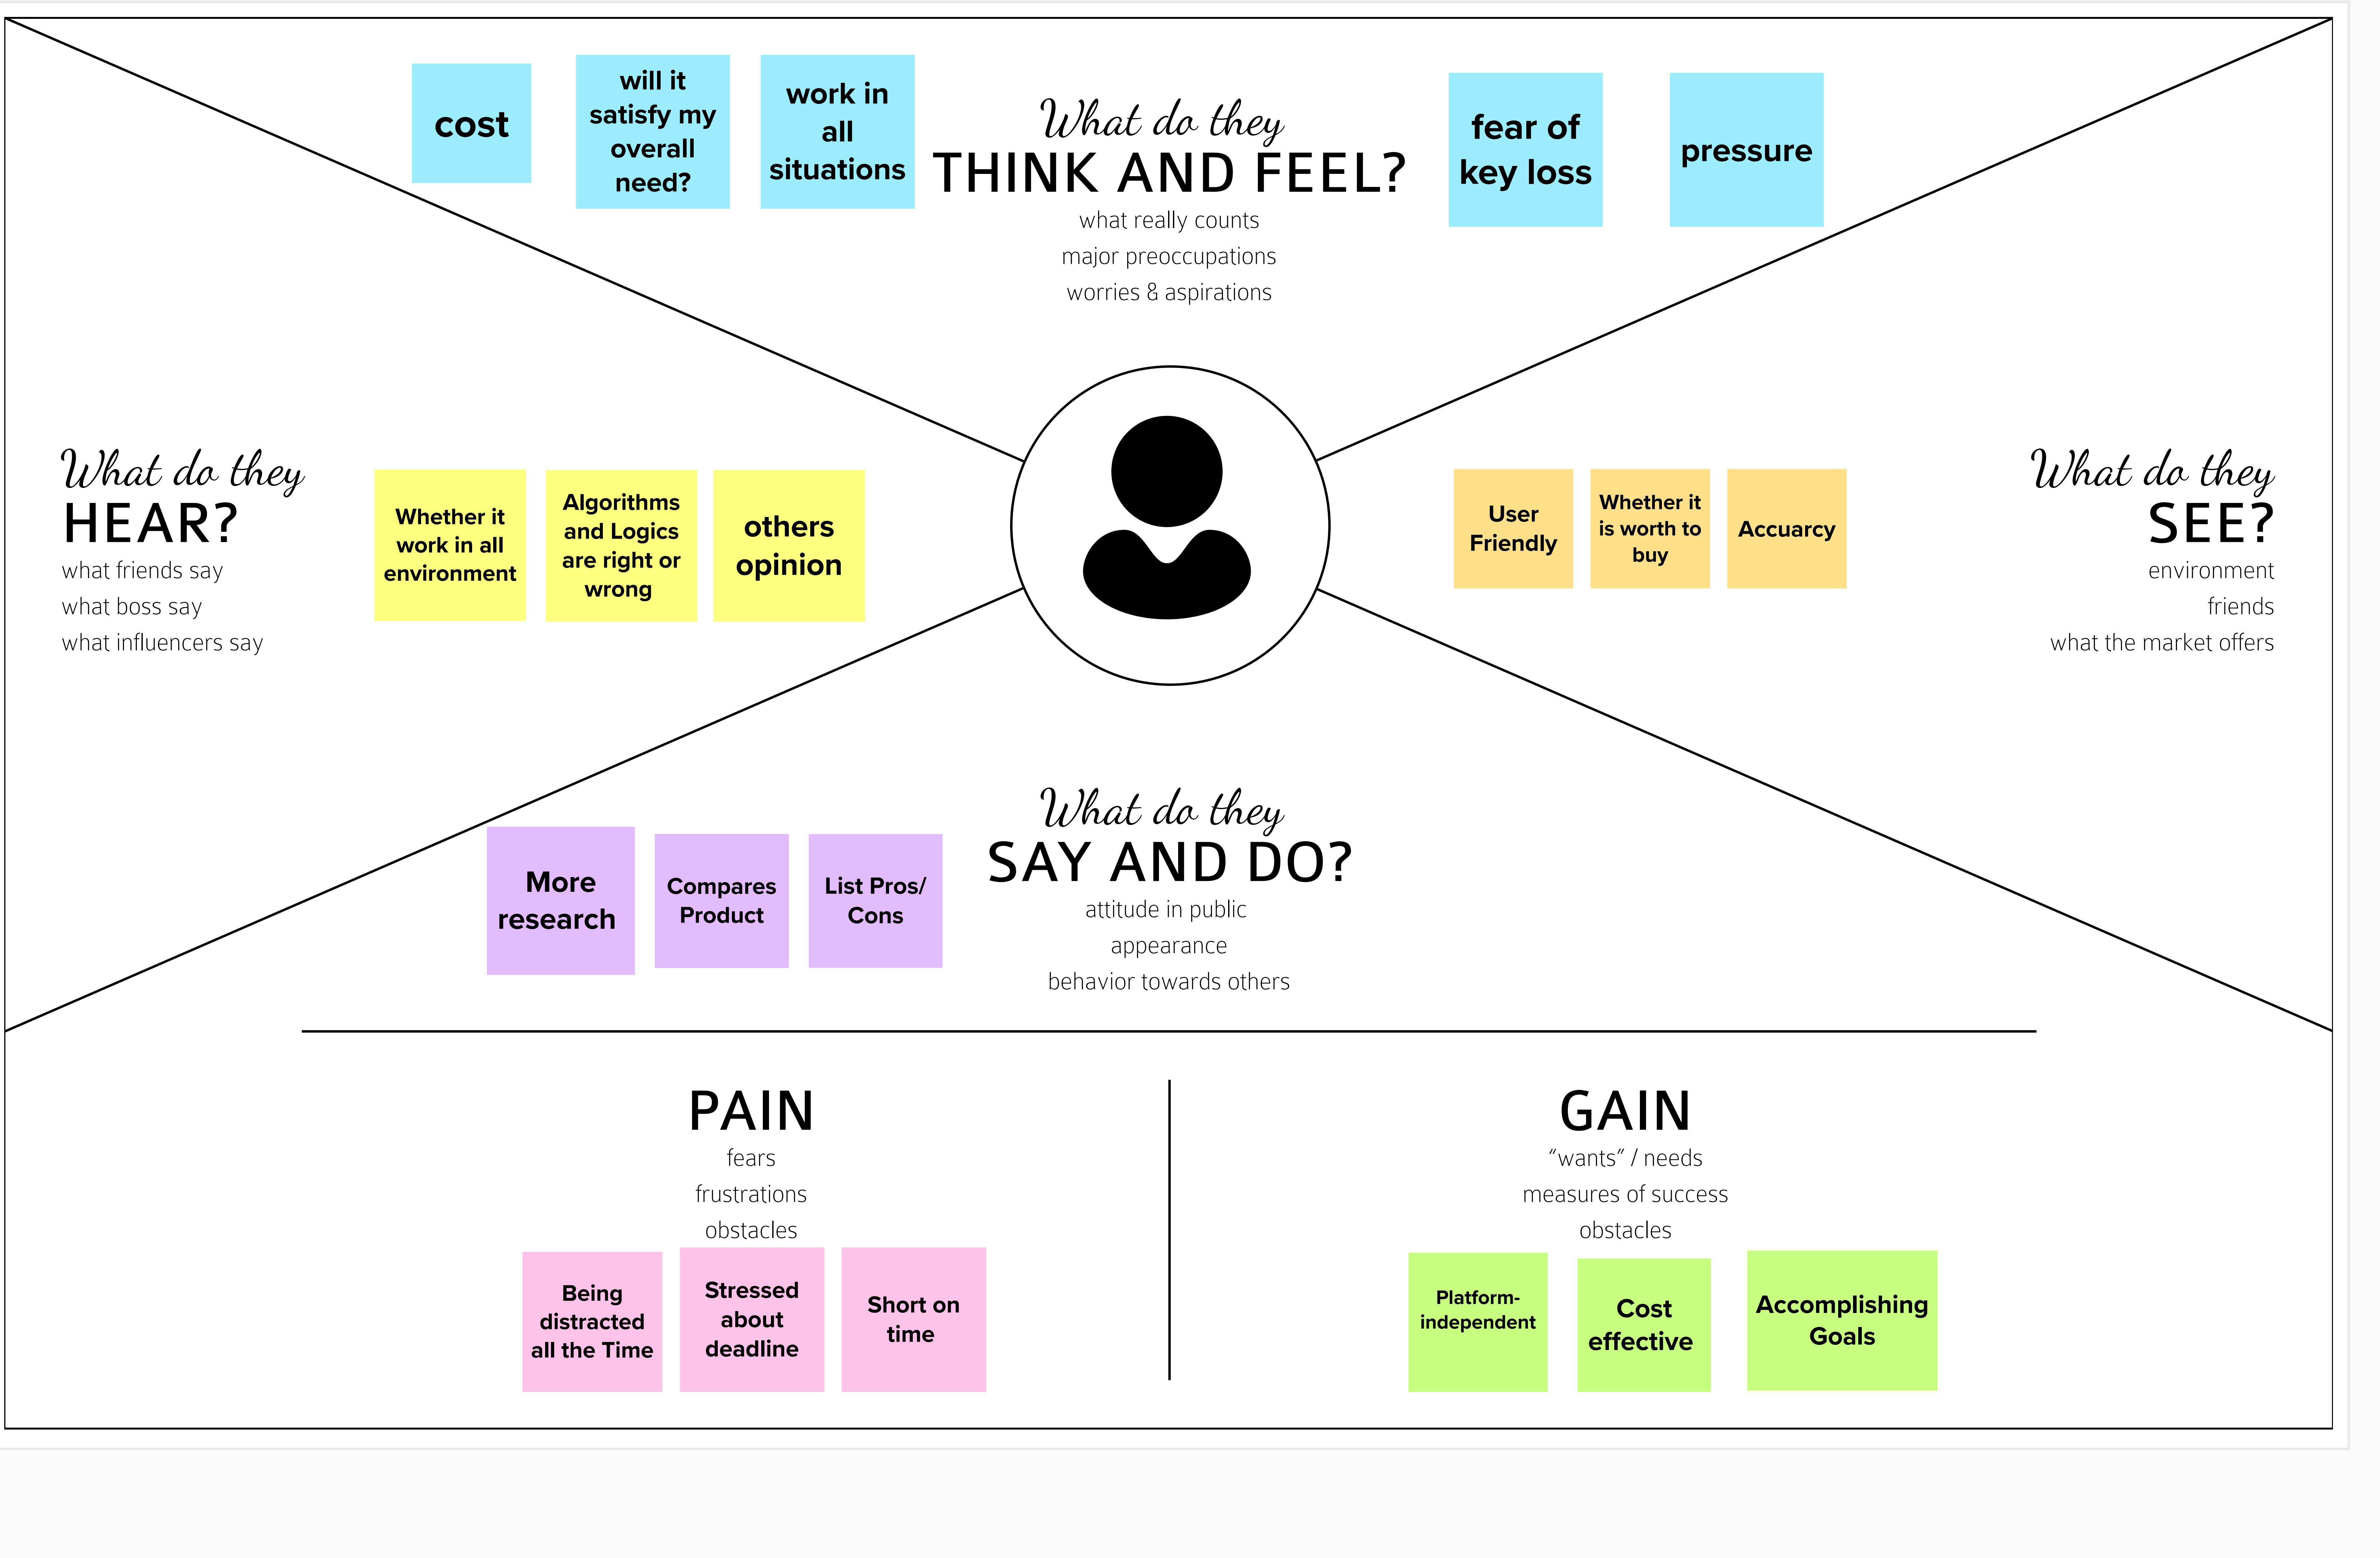 cost
will it
satisfy my
overall
need?
work in
all
situations
What do they
THINK AND FEEL?
what really counts
major preoccupations
worries & aspirations
fear of
key loss
pressure
What do they
HEAR?
what friends say
what boss say
what influencers say
Whether it
work in all
environment
Algorithms
and Logics
are right or
wrong
others
opinion
User
Friendly
Whether it
is worth to
buy
Accuarcy
What do they
SEE?
environment
friends
what the market offers
More
research
Compares
Product
List Pros/
Cons
What do they
SAY AND DO?
attitude in public
appearance
behavior towards others
PAIN
fears
frustrations
obstacles
Being
distracted
all the Time
Stressed
about
deadline
Short on
time
GAIN
“wants” / needs
measures of success
obstacles
Platform-
independent
Cost
effective
Accomplishing
Goals